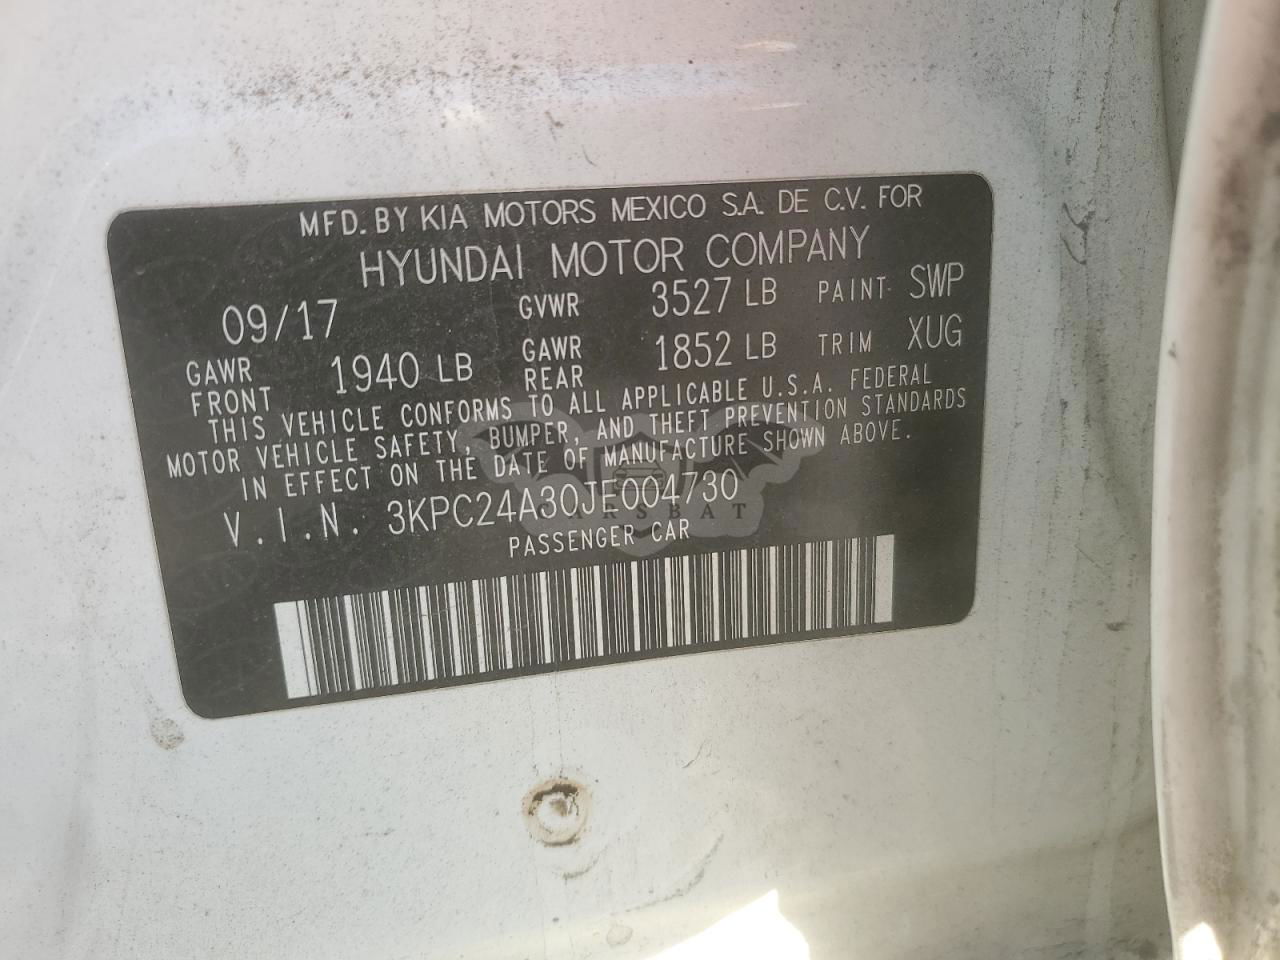 MFD. BY KIA MOTORS MEXICO S.A. DE C.V. FOR
HYUNDAI MOTOR COMPANY
09/17 GVWR 3527 LB PAINT SWP
GAWR FRONT 1940 LB GAWR REAR 1852 LB TRIM XUG
THIS VEHICLE CONFORMS TO ALL APPLICABLE U.S.A. FEDERAL
MOTOR VEHICLE SAFETY, BUMPER, AND THEFT PREVENTION STANDARDS
IN EFFECT ON THE DATE OF MANUFACTURE SHOWN ABOVE.
V.I.N. 3KPC24A30JE004730
CARSBAT
PASSENGER CAR